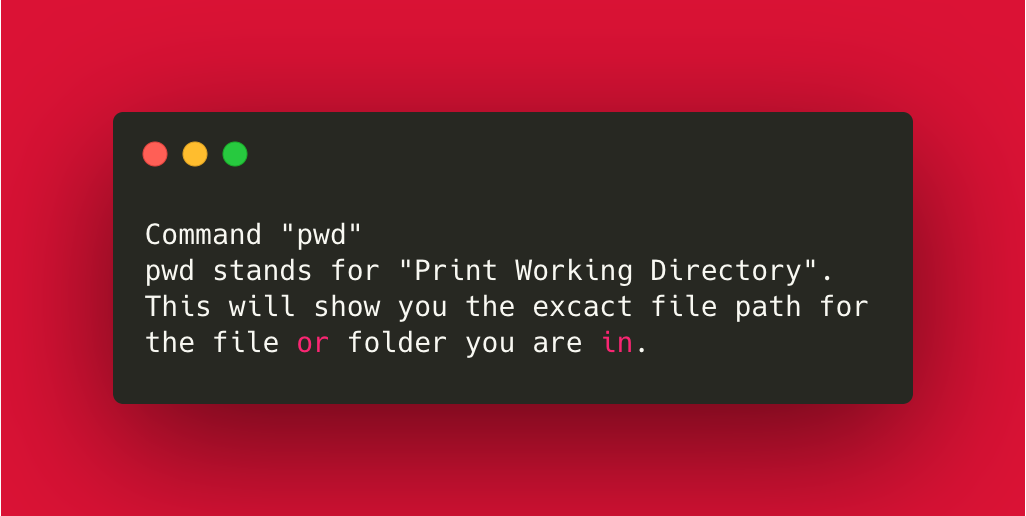 Command "pwd"
pwd stands for "Print Working Directory".
This will show you the excact file path for
the file or folder you are in.